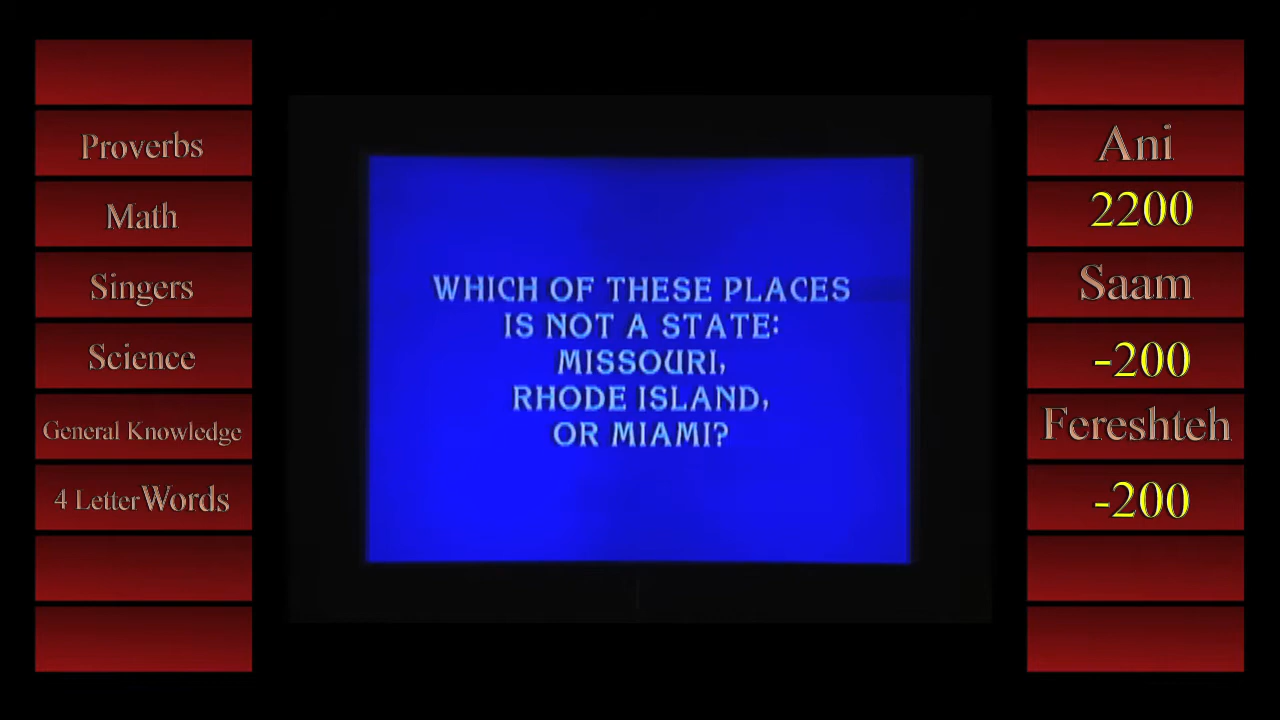 Proverbs
Math
Singers
Science
General Knowledge
4 Letter Words
WHICH OF THESE PLACES
IS NOT A STATE:
MISSOURI,
RHODE ISLAND,
OR MIAMI?
Ani
2200
Saam
-200
Fereshteh
-200